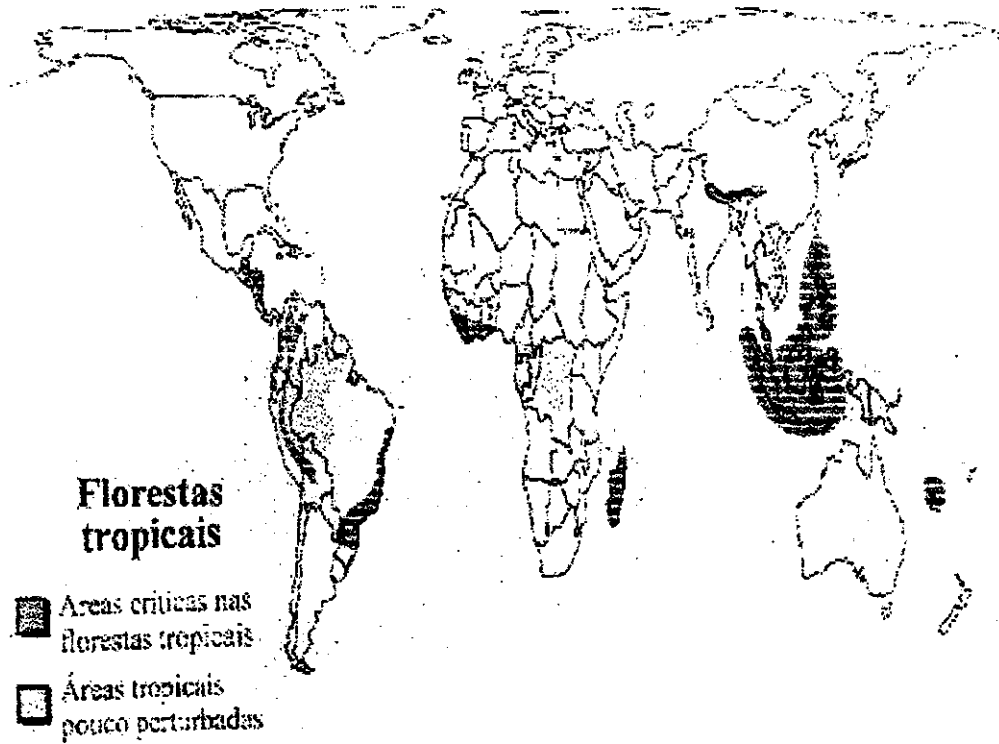 Florestas
tropicais
Áreas críticas nas
florestas tropicais
Áreas tropicais
pouco perturbadas